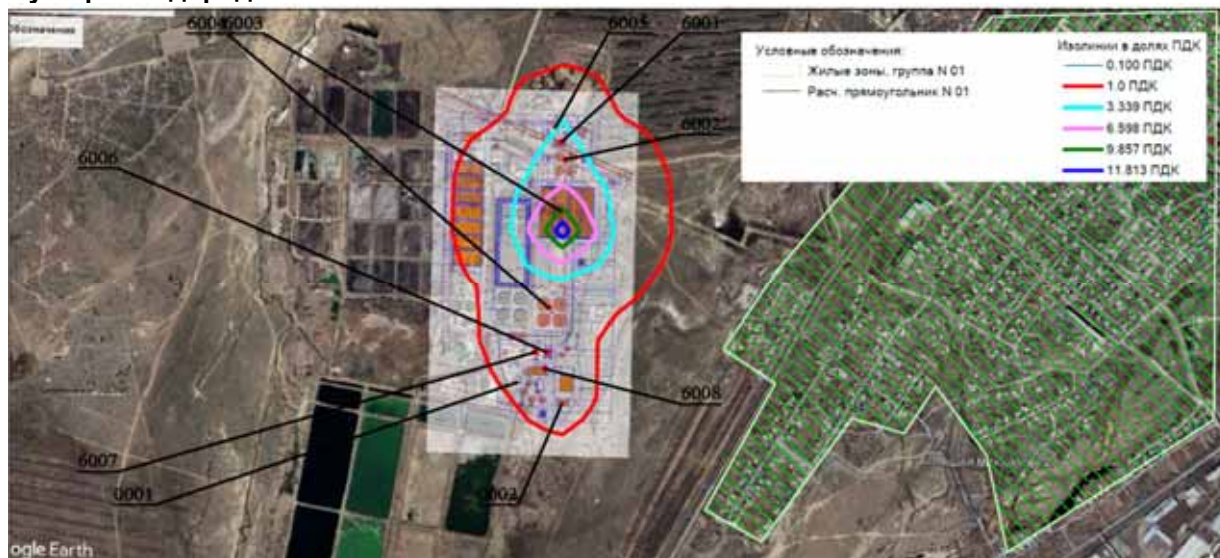 Обозначения
6003
6005
6001
6002
6006
6008
6007
0001
0002
Условные обозначения:
Жилые зоны, группа N 01
Расч. прямоугольник N 01
Изолинии в долях ПДК
0.100 ПДК
1.0 ПДК
3.339 ПДК
6.598 ПДК
9.857 ПДК
11.813 ПДК
ogle Earth